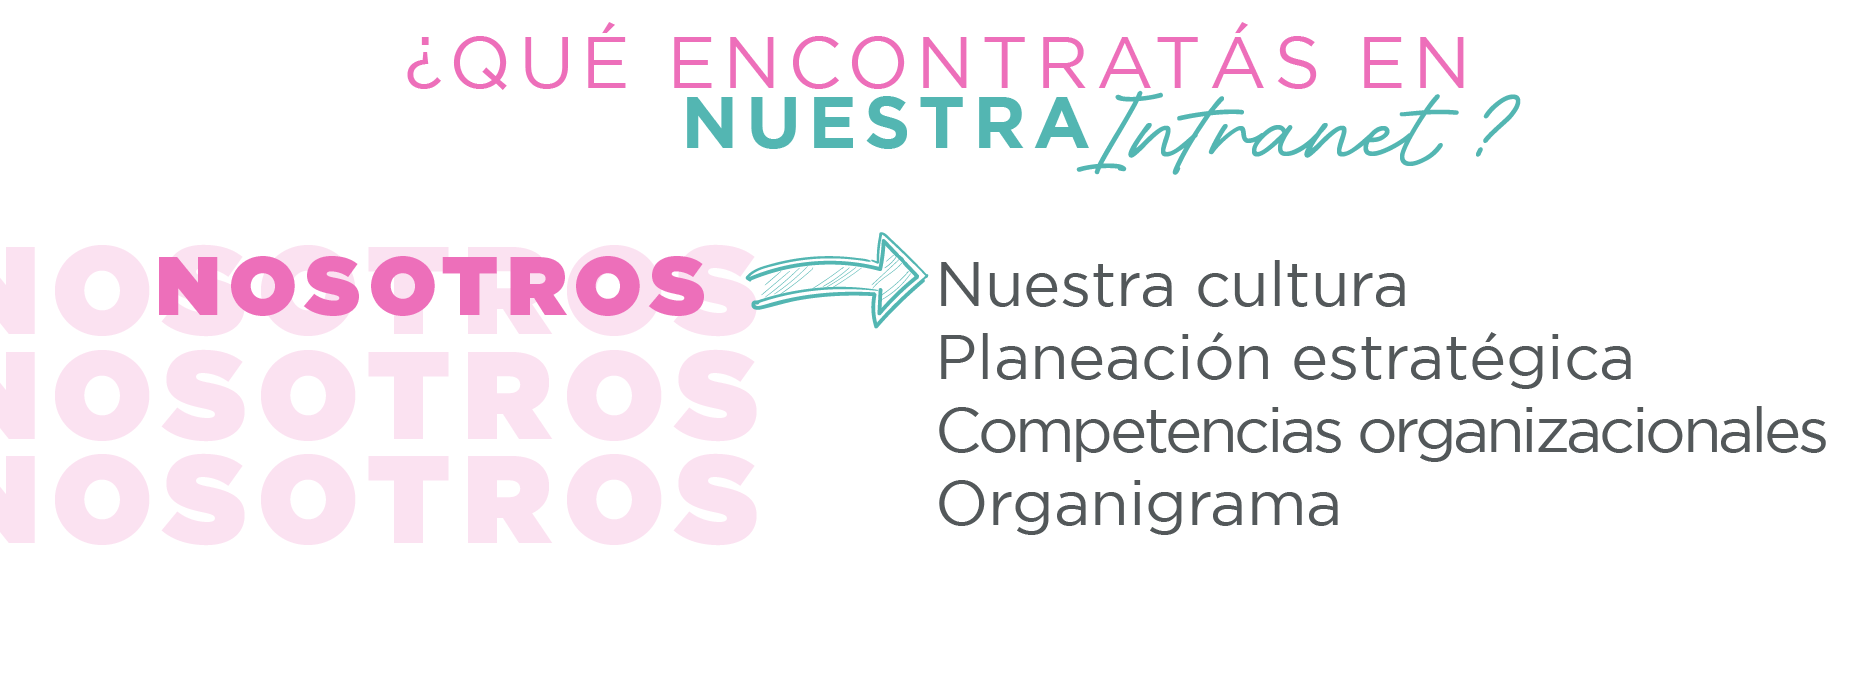 ¿QUÉ ENCONTRATÁS EN
NUESTRA Intranet ?
NOSOTROS
NOSOTROS
NOSOTROS
NOSOTROS
Nuestra cultura
Planeación estratégica
Competencias organizacionales
Organigrama